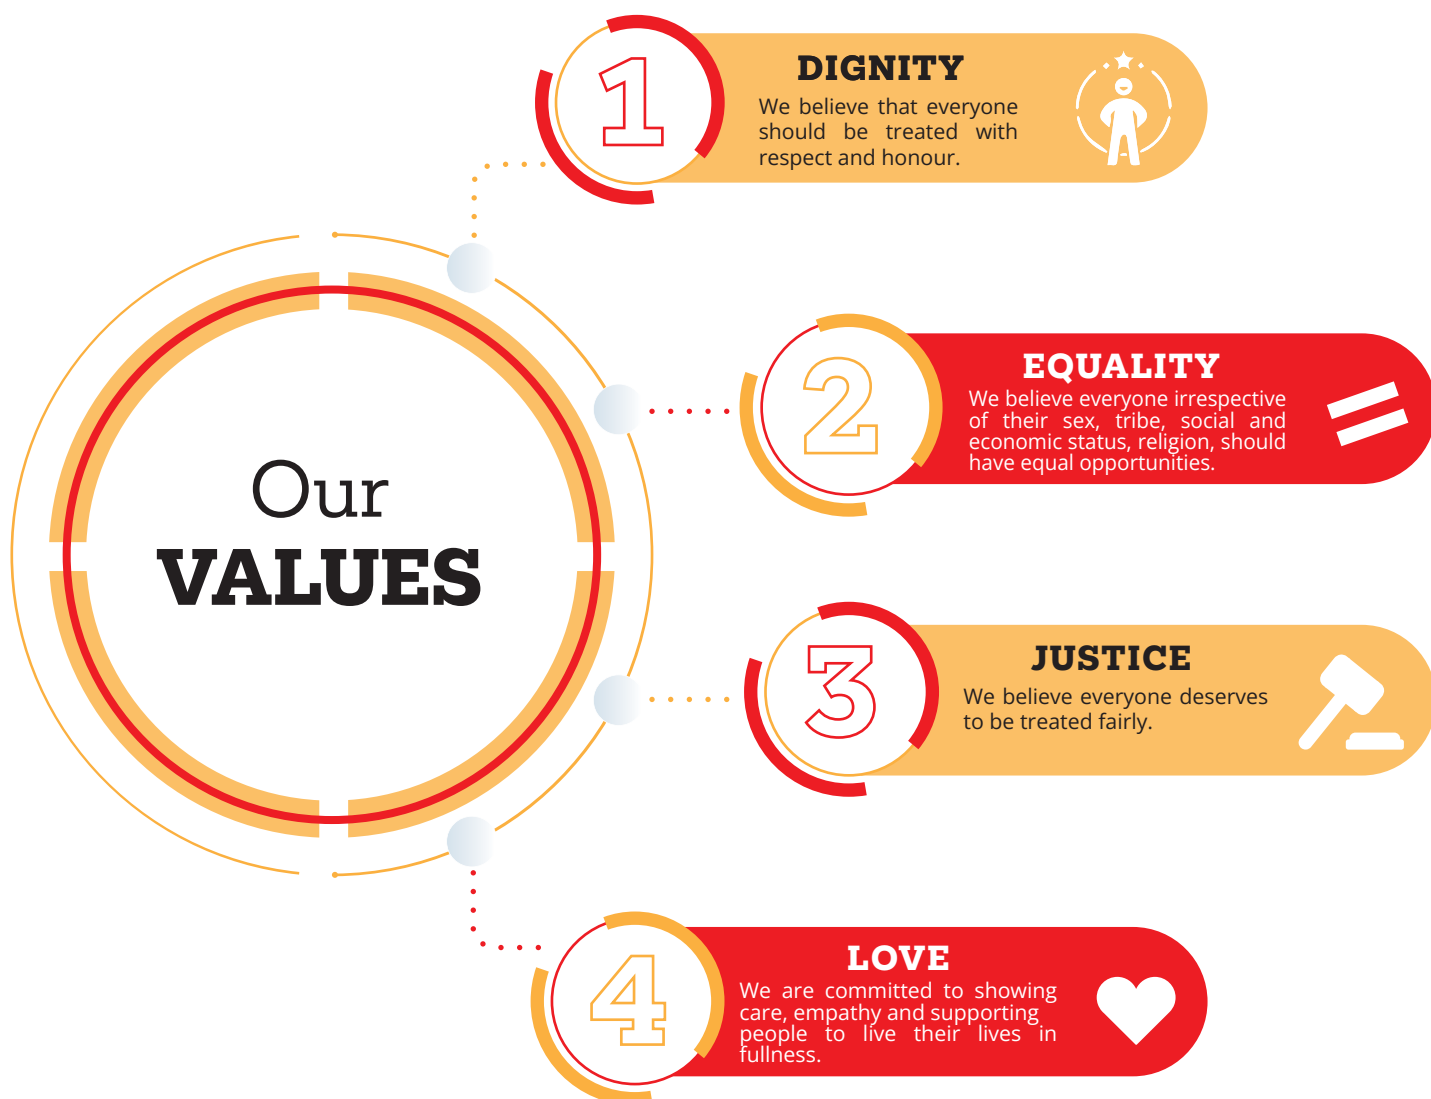 Our
VALUES
1
DIGNITY
We believe that everyone
should be treated with
respect and honour.
2
EQUALITY
We believe everyone irrespective
of their sex, tribe, social and
economic status, religion, should
have equal opportunities.
3
JUSTICE
We believe everyone deserves
to be treated fairly.
4
LOVE
We are committed to showing
care, empathy and supporting
people to live their lives in
fullness.